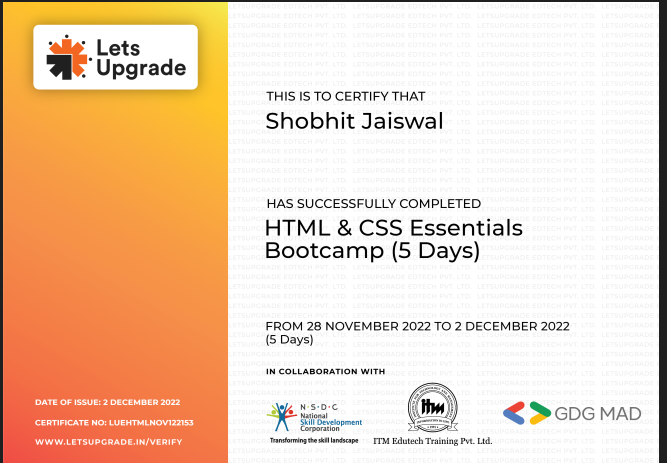 Lets
Upgrade
THIS IS TO CERTIFY THAT
Shobhit Jaiswal
HAS SUCCESSFULLY COMPLETED
HTML & CSS Essentials
Bootcamp (5 Days)
FROM 28 NOVEMBER 2022 TO 2 DECEMBER 2022
(5 Days)
IN COLLABORATION WITH
N·S·D·C
National
Skill Development
Corporation
Transforming the skill landscape
itm
ITM Edutech Training Pvt. Ltd.
GDG MAD
DATE OF ISSUE: 2 DECEMBER 2022
CERTIFICATE NO: LUEHTMLNOV122153
WWW.LETSUPGRADE.IN/VERIFY